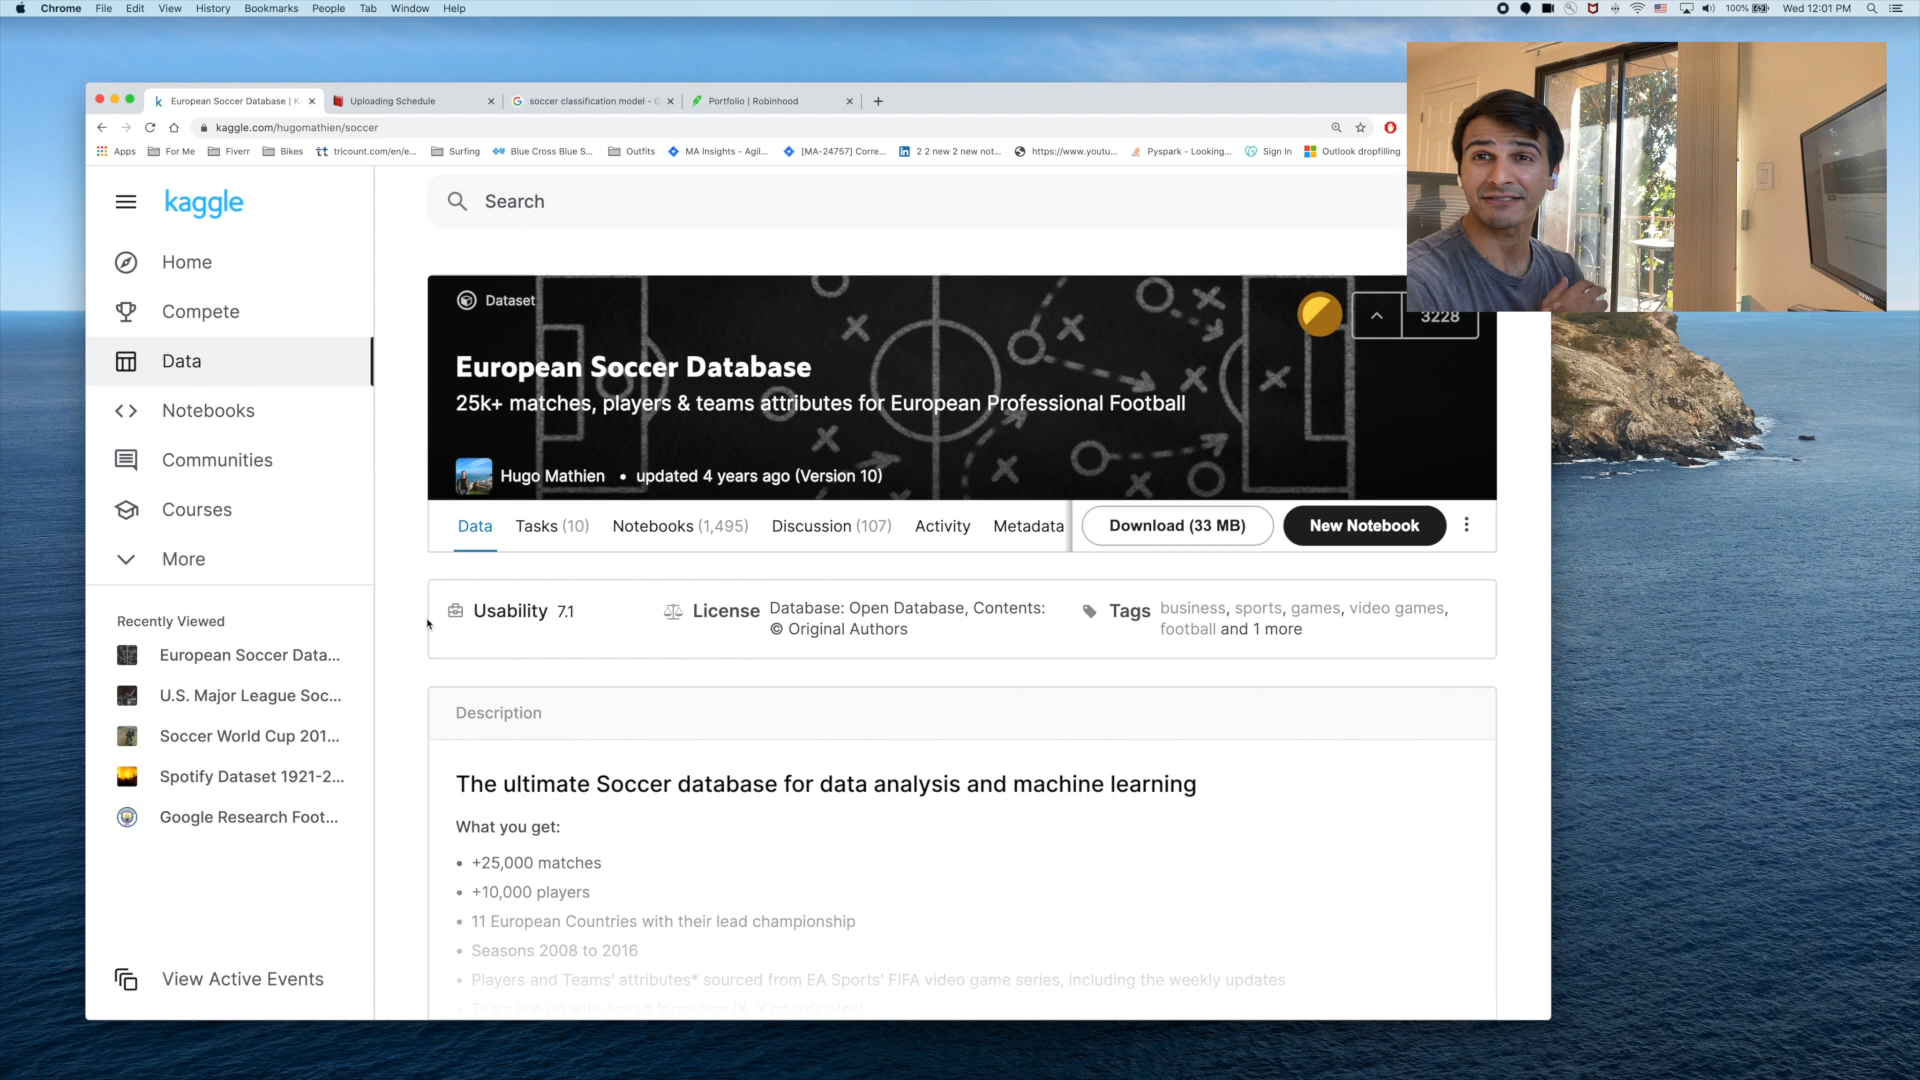 Chrome File Edit View History Bookmarks People Tab Window Help
100% Wed 12:01 PM
European Soccer Database | K
Uploading Schedule
soccer classification model - G
Portfolio | Robinhood
kaggle.com/hugomathien/soccer
Apps For Me Fiverr Bikes tricount.com/en/e... Surfing Blue Cross Blue S... Outfits MA Insights - Agil... [MA-24757] Corre... 2 2 new 2 new not... https://www.youtu... Pyspark - Looking... Sign In Outlook dropfilling
kaggle
Search
Home
Compete
Data
Notebooks
Communities
Courses
More
Recently Viewed
European Soccer Data...
U.S. Major League Soc...
Soccer World Cup 201...
Spotify Dataset 1921-2...
Google Research Foot...
View Active Events
Dataset
3228
European Soccer Database
25k+ matches, players & teams attributes for European Professional Football
Hugo Mathien • updated 4 years ago (Version 10)
Data Tasks (10) Notebooks (1,495) Discussion (107) Activity Metadata Download (33 MB) New Notebook
Usability 7.1
License Database: Open Database, Contents:
© Original Authors
Tags business, sports, games, video games,
football and 1 more
Description
The ultimate Soccer database for data analysis and machine learning
What you get:
• +25,000 matches
• +10,000 players
• 11 European Countries with their lead championship
• Seasons 2008 to 2016
• Players and Teams' attributes* sourced from EA Sports' FIFA video game series, including the weekly updates
• Team line up with squad formation (X, Y coordinates)